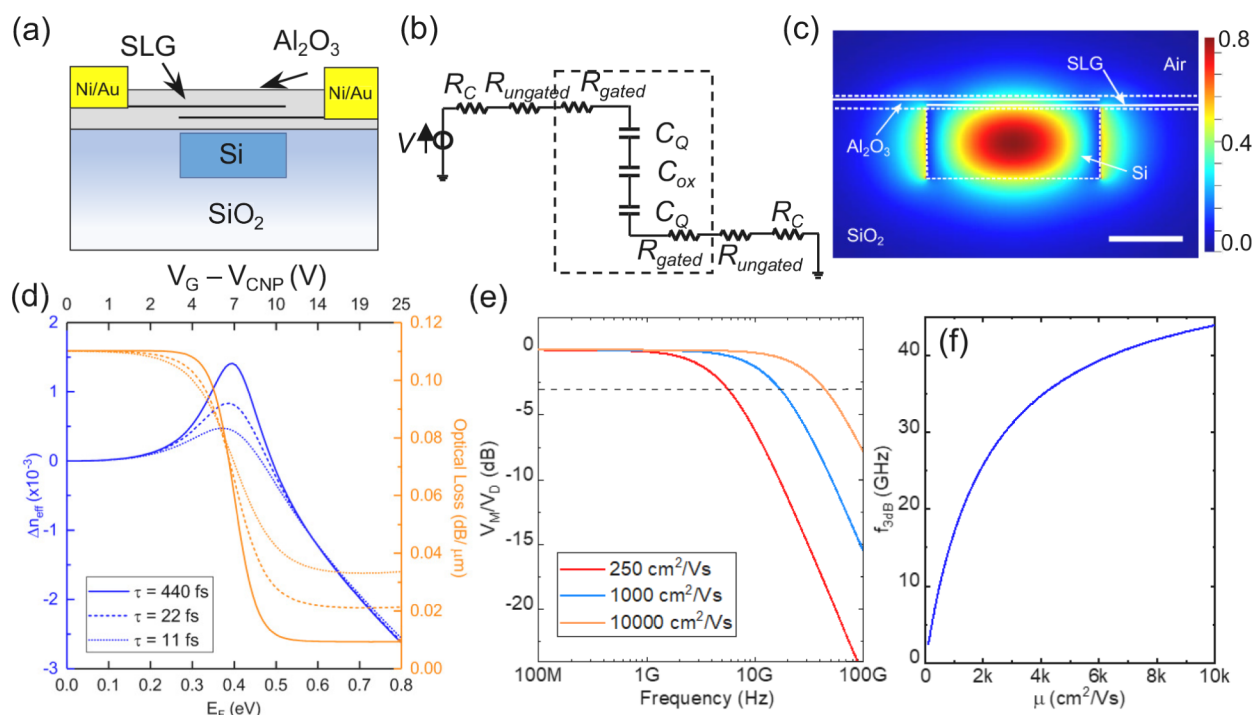 (a)
SLG
Al2O3
Ni/Au
Ni/Au
Si
SiO2
(b)
RC
Rungated
Rgated
V
CQ
Cox
CQ
RC
Rgated
Rungated
(c)
0.8
Air
SLG
Al2O3
Si
0.4
SiO2
0.0
(d)
VG – VCNP (V)
0 1 2 4 7 10 14 19 25
2
1
0
-1
-2
-3
Δneff (x10-3)
0.12
0.10
0.08
0.06
0.04
0.02
0.00
Optical Loss (dB/ μm)
τ = 440 fs
τ = 22 fs
τ = 11 fs
0.0 0.1 0.2 0.3 0.4 0.5 0.6 0.7 0.8
EF (eV)
(e)
0
-5
-10
-15
-20
VM/VD (dB)
250 cm2/Vs
1000 cm2/Vs
10000 cm2/Vs
100M 1G 10G 100G
Frequency (Hz)
(f)
40
30
20
10
0
f3dB (GHz)
0 2k 4k 6k 8k 10k
μ (cm2/Vs)